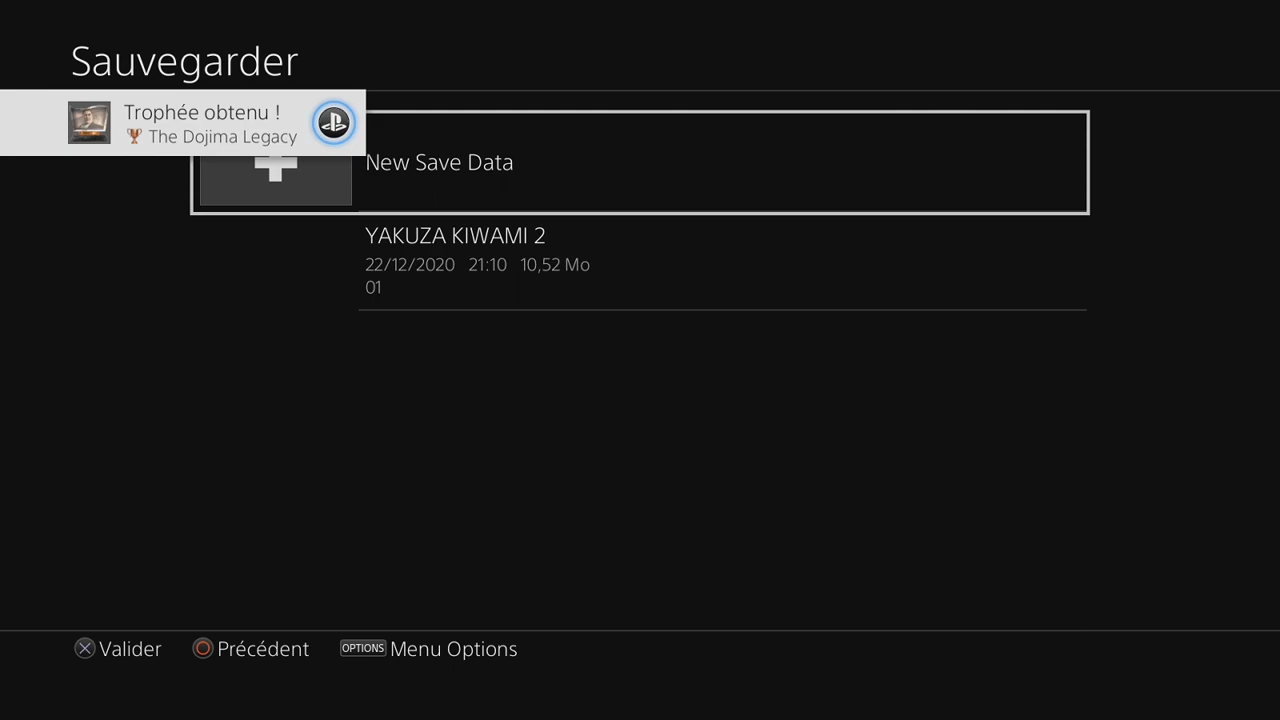 Sauvegarder
Trophée obtenu !
The Dojima Legacy
New Save Data
YAKUZA KIWAMI 2
22/12/2020 21:10 10,52 Mo
01
Valider Précédent OPTIONS Menu Options